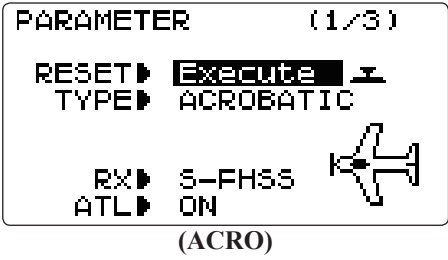 PARAMETER (1/3)
RESET▶ Execute
TYPE▶ ACROBATIC
RX▶ S-FHSS
ATL▶ ON
(ACRO)